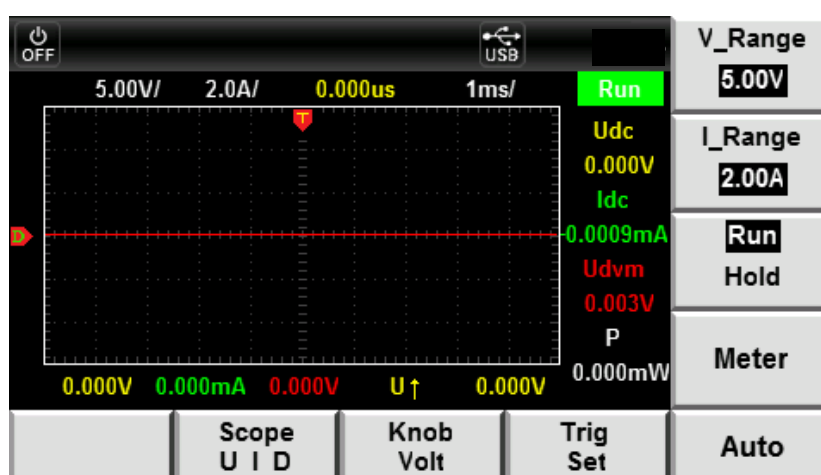 OFF
USB
5.00V/ 2.0A/ 0.000us 1ms/ Run
T
Udc
0.000V
Idc
-0.0009mA
D
Udvm
0.003V
P
0.000mW
0.000V 0.000mA 0.000V U↑ 0.000V
V_Range
5.00V
I_Range
2.00A
Run
Hold
Meter
Auto
Scope
U I D
Knob
Volt
Trig
Set